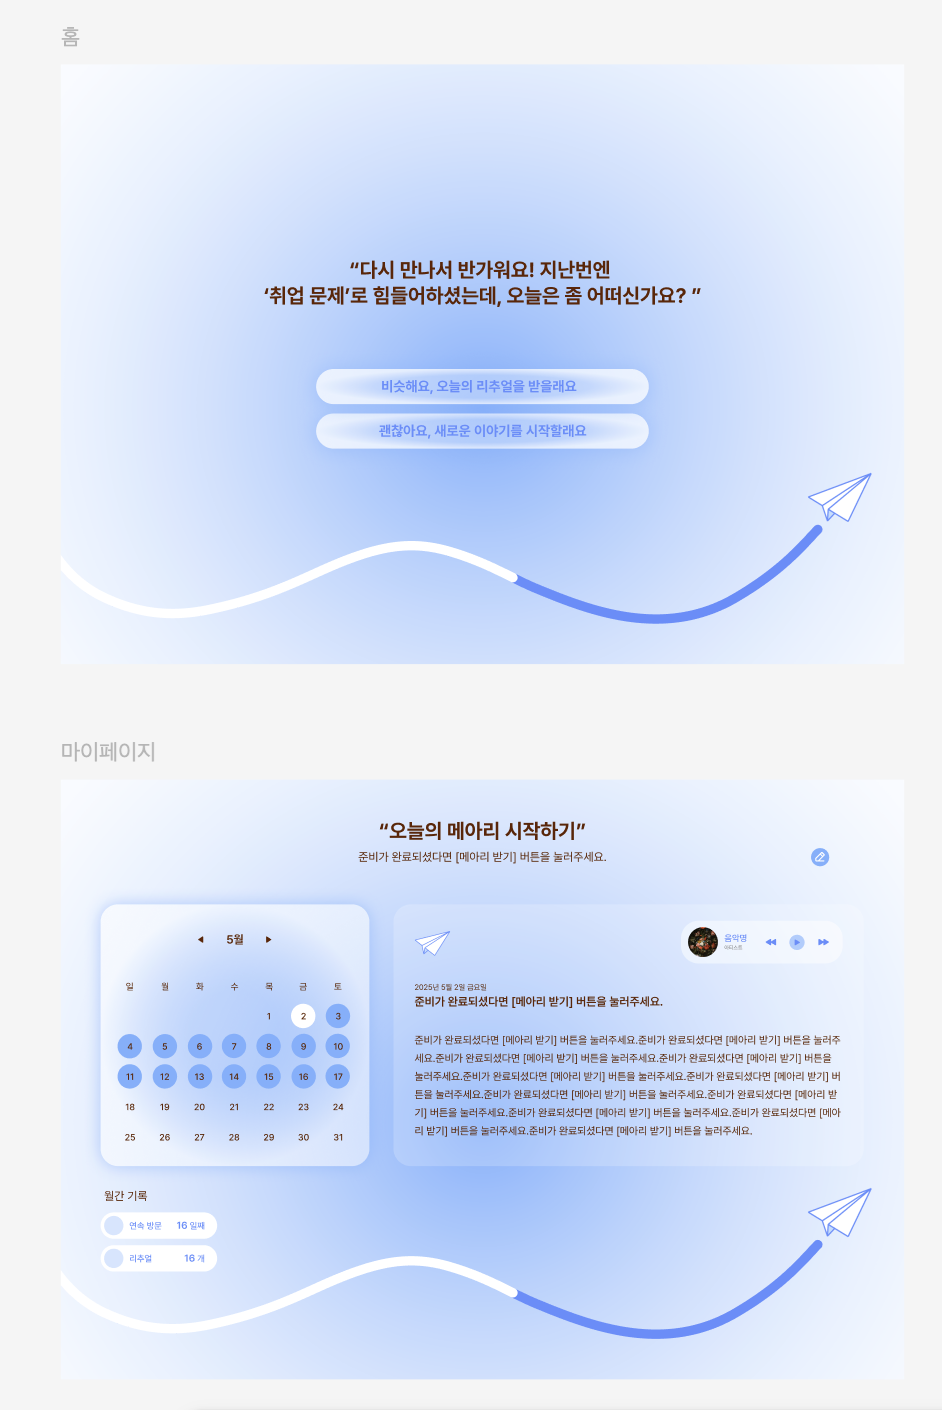 홈
“다시 만나서 반가워요! 지난번엔
‘취업 문제’로 힘들어하셨는데, 오늘은 좀 어떠신가요? ”
비슷해요, 오늘의 리추얼을 받을래요
괜찮아요, 새로운 이야기를 시작할래요
마이페이지
“오늘의 메아리 시작하기”
준비가 완료되셨다면 [메아리 받기] 버튼을 눌러주세요.
5월
일 월 화 수 목 금 토
1 2 3
4 5 6 7 8 9 10
11 12 13 14 15 16 17
18 19 20 21 22 23 24
25 26 27 28 29 30 31
음악명
아티스트
2025년 5월 2일 금요일
준비가 완료되셨다면 [메아리 받기] 버튼을 눌러주세요.
준비가 완료되셨다면 [메아리 받기] 버튼을 눌러주세요.준비가 완료되셨다면 [메아리 받기] 버튼을 눌러주
세요.준비가 완료되셨다면 [메아리 받기] 버튼을 눌러주세요.준비가 완료되셨다면 [메아리 받기] 버튼을
눌러주세요.준비가 완료되셨다면 [메아리 받기] 버튼을 눌러주세요.준비가 완료되셨다면 [메아리 받기] 버
튼을 눌러주세요.준비가 완료되셨다면 [메아리 받기] 버튼을 눌러주세요.준비가 완료되셨다면 [메아리 받
기] 버튼을 눌러주세요.준비가 완료되셨다면 [메아리 받기] 버튼을 눌러주세요.준비가 완료되셨다면 [메아
리 받기] 버튼을 눌러주세요.준비가 완료되셨다면 [메아리 받기] 버튼을 눌러주세요.
월간 기록
연속 방문 16 일째
리추얼 16 개